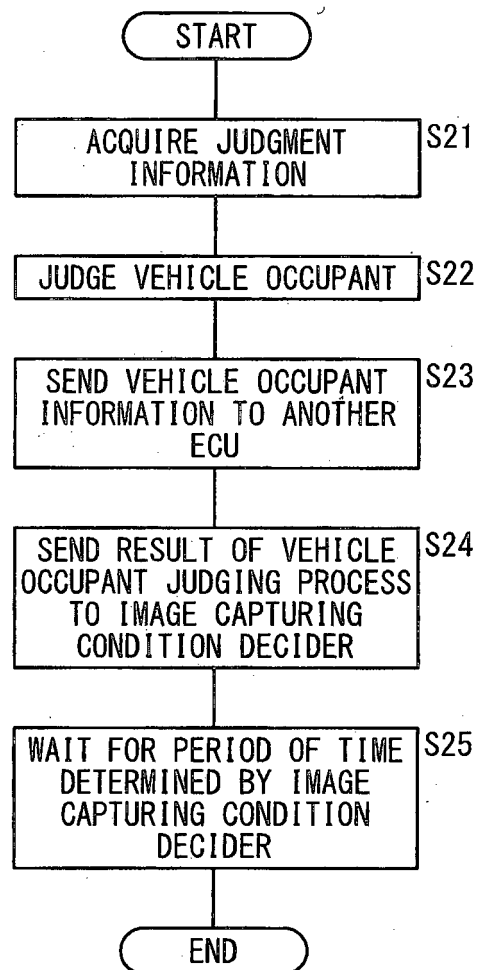 START
ACQUIRE JUDGMENT
INFORMATION
S21
JUDGE VEHICLE OCCUPANT
S22
SEND VEHICLE OCCUPANT
INFORMATION TO ANOTHER
ECU
S23
SEND RESULT OF VEHICLE
OCCUPANT JUDGING PROCESS
TO IMAGE CAPTURING
CONDITION DECIDER
S24
WAIT FOR PERIOD OF TIME
DETERMINED BY IMAGE
CAPTURING CONDITION
DECIDER
S25
END